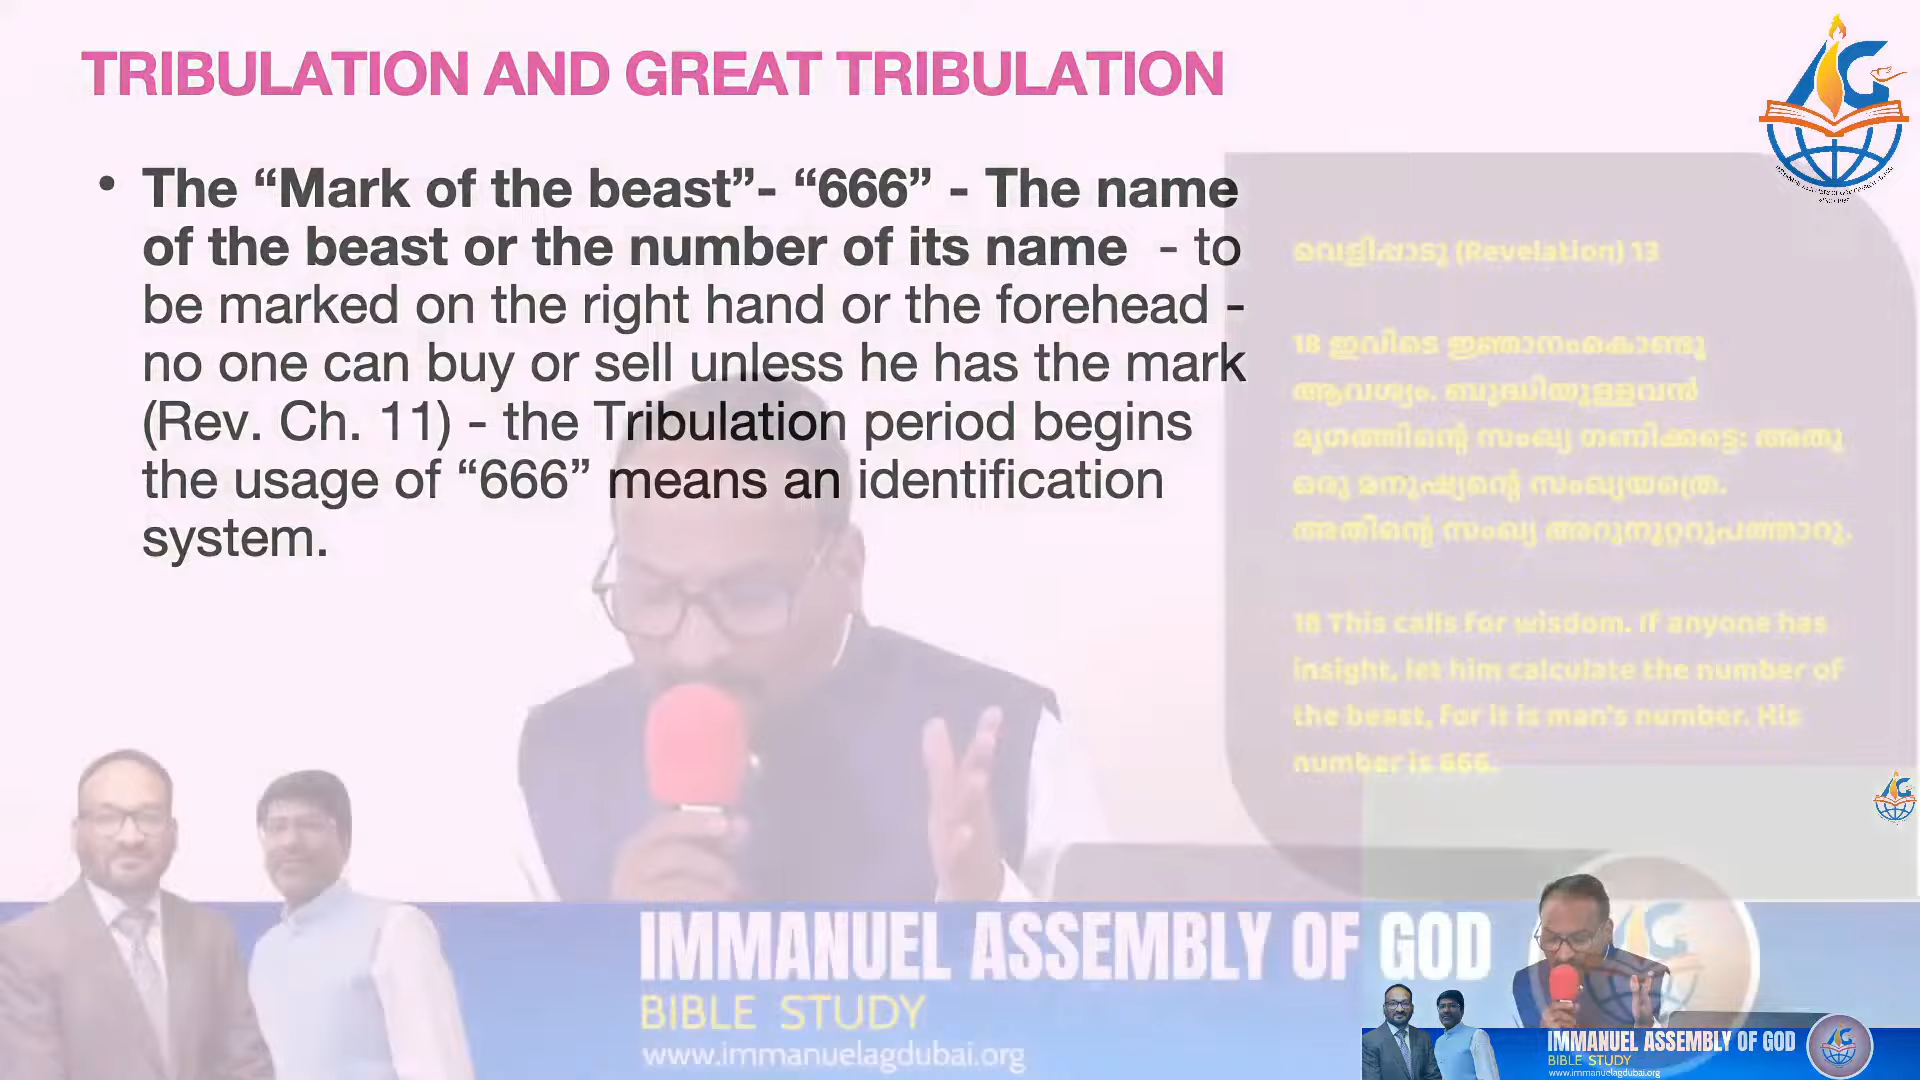 TRIBULATION AND GREAT TRIBULATION
• The “Mark of the beast”- “666” - The name
of the beast or the number of its name - to
be marked on the right hand or the forehead -
no one can buy or sell unless he has the mark
(Rev. Ch. 11) - the Tribulation period begins
the usage of “666” means an identification
system.
വെളിപ്പാടു (Revelation) 13
18 ഇവിടെ ജ്ഞാനംകൊണ്ടു
ആവശ്യം. ബുദ്ധിയുള്ളവൻ
മൃഗത്തിന്റെ സംഖ്യ ഗണിക്കട്ടെ: അതു
ഒരു മനുഷ്യന്റെ സംഖ്യയത്രെ.
അതിന്റെ സംഖ്യ അറുനൂറ്ററുപത്താറു.
18 This calls for wisdom. If anyone has
insight, let him calculate the number of
the beast, for it is man's number. His
number is 666.
IMMANUEL ASSEMBLY OF GOD
BIBLE STUDY
www.immanuelagdubai.org
IMMANUEL ASSEMBLY OF GOD
BIBLE STUDY
www.immanuelagdubai.org